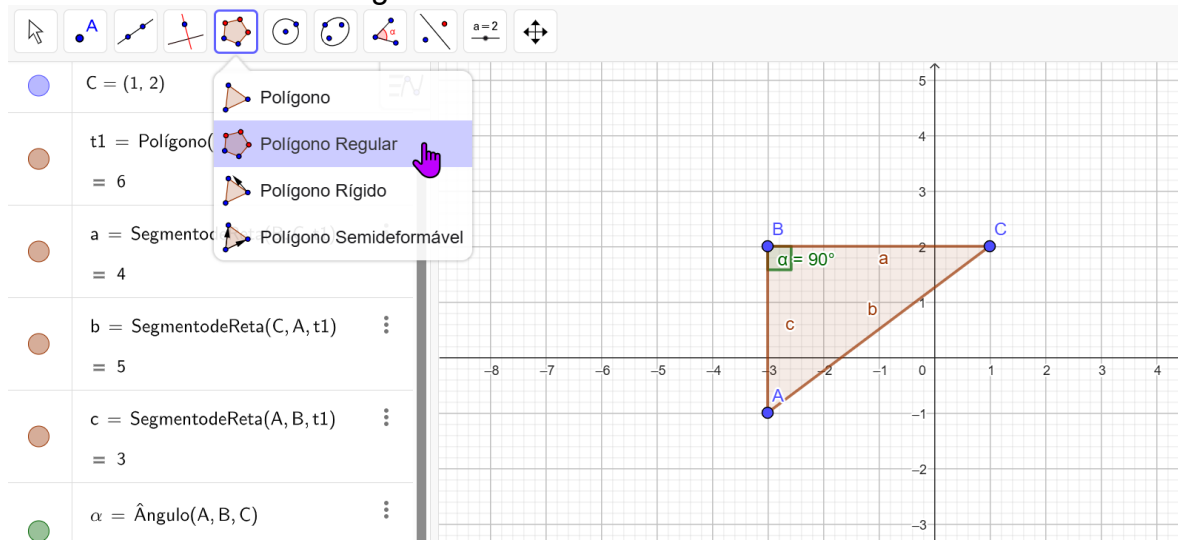 A
α
a=2
C = (1, 2)
t1 = Polígono(
= 6
a = Segmentod
= 4
b = SegmentodeReta(C, A, t1)
= 5
c = SegmentodeReta(A, B, t1)
= 3
α = Ângulo(A, B, C)
Polígono
Polígono Regular
Polígono Rígido
Polígono Semideformável
5
4
3
2
1
–1
–2
–3
–8 –7 –6 –5 –4 –3 –2 –1 0 1 2 3 4
B
C
α = 90°
a
b
c
A